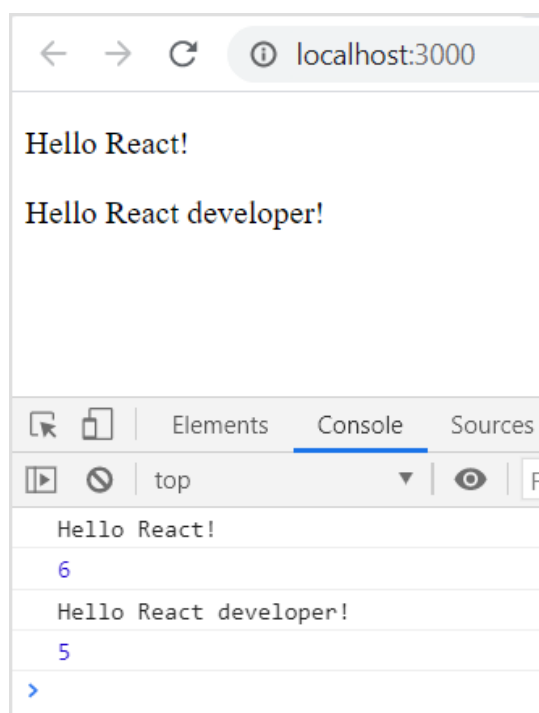 localhost:3000
Hello React!
Hello React developer!
Elements Console Sources
top
Hello React!
6
Hello React developer!
5